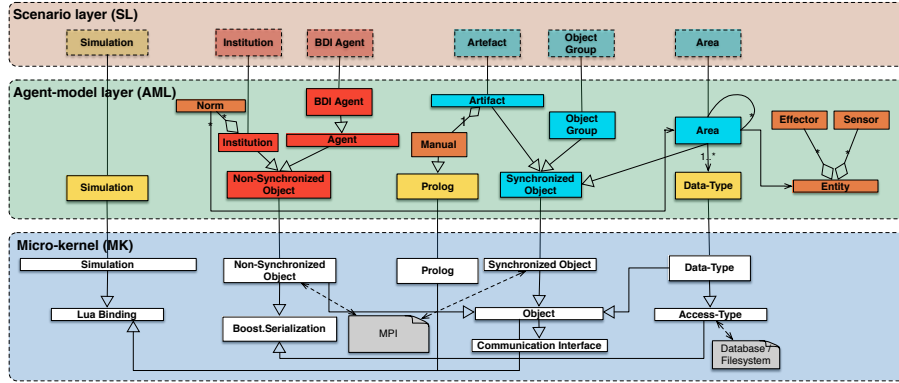 Scenario layer (SL)
Simulation
Institution
BDI Agent
Artefact
Object
Group
Area
Agent-model layer (AML)
Norm
*
*
Institution
BDI Agent
Agent
Non-Synchronized
Object
Simulation
Artifact
1
Manual
Prolog
Object
Group
Synchronized
Object
Area
*
1..*
Data-Type
Effector
Sensor
*
*
Entity
Micro-kernel (MK)
Simulation
Lua Binding
Non-Synchronized
Object
Boost.Serialization
MPI
Prolog
Synchronized Object
Object
Communication Interface
Data-Type
Access-Type
Database /
Filesystem